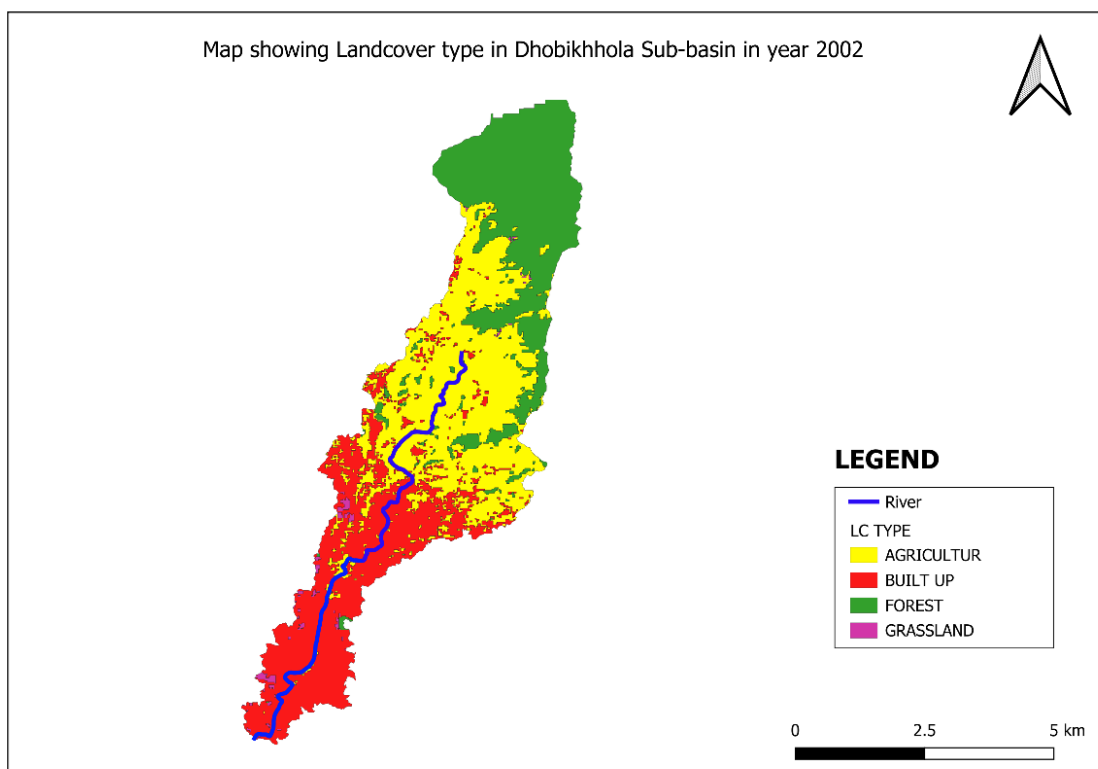 Map showing Landcover type in Dhobikhhola Sub-basin in year 2002
LEGEND
River
LC TYPE
AGRICULTUR
BUILT UP
FOREST
GRASSLAND
0 2.5 5 km